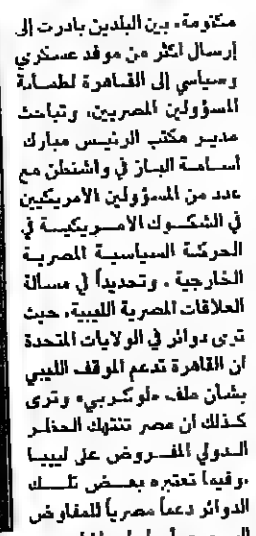 مكتومة، بين البلدين بادرت إلى
إرسال أكثر من موفد عسكري
وسياسي إلى القاهرة لطمأنة
المسؤولين المصريين، وتباحث
مدير مكتب الرئيس مبارك
أسامة الباز في واشنطن مع
عدد من المسؤولين الأمريكيين
في الشكوك الأمريكية في
الحركة السياسية المصرية
الخارجية . وتحديداً في مسألة
العلاقات المصرية الليبية، حيث
ترى دوائر في الولايات المتحدة
أن القاهرة تدعم الموقف الليبي
بشأن ملف «لوكربي» وترى
كذلك ان مصر تنتهك الحظر
الدولي المفروض على ليبيا
.وفيما تعتبره بعض تلك
الدوائر دعماً مصرياً للمفاوض